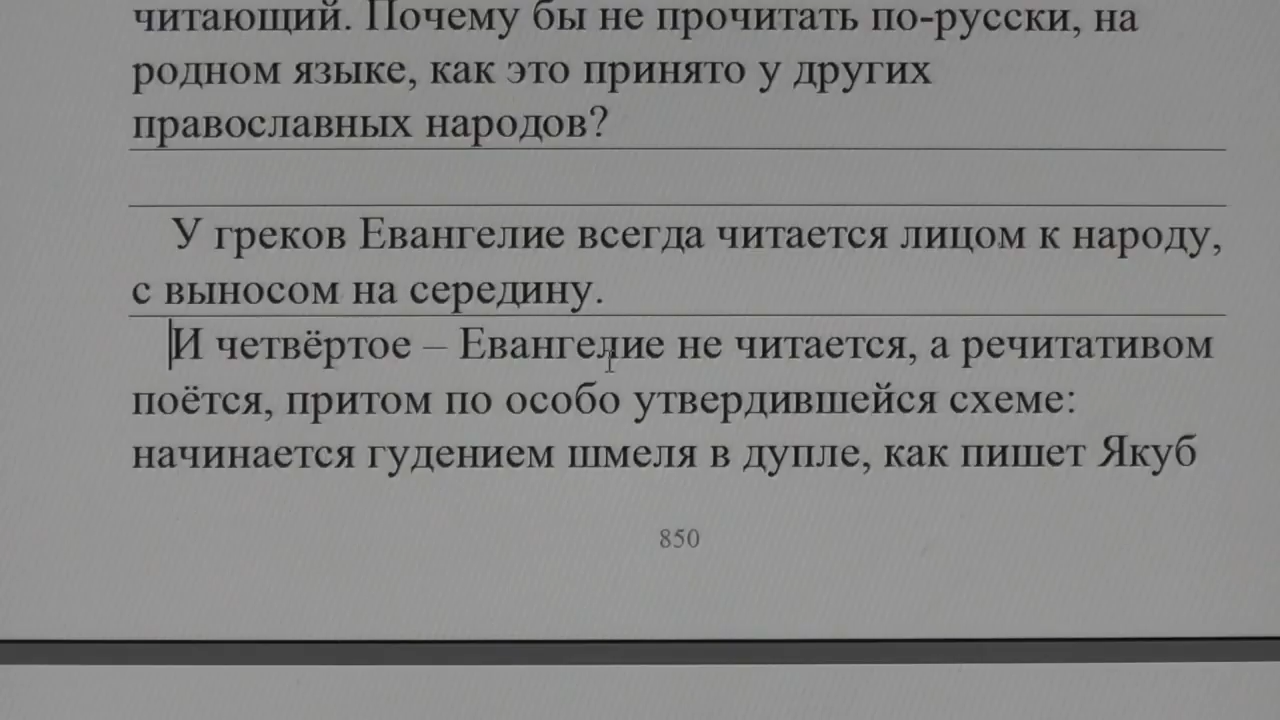 читающий. Почему бы не прочитать по-русски, на
родном языке, как это принято у других
православных народов?
У греков Евангелие всегда читается лицом к народу,
с выносом на середину.
И четвёртое – Евангелие не читается, а речитативом
поётся, притом по особо утвердившейся схеме:
начинается гудением шмеля в дупле, как пишет Якуб
850